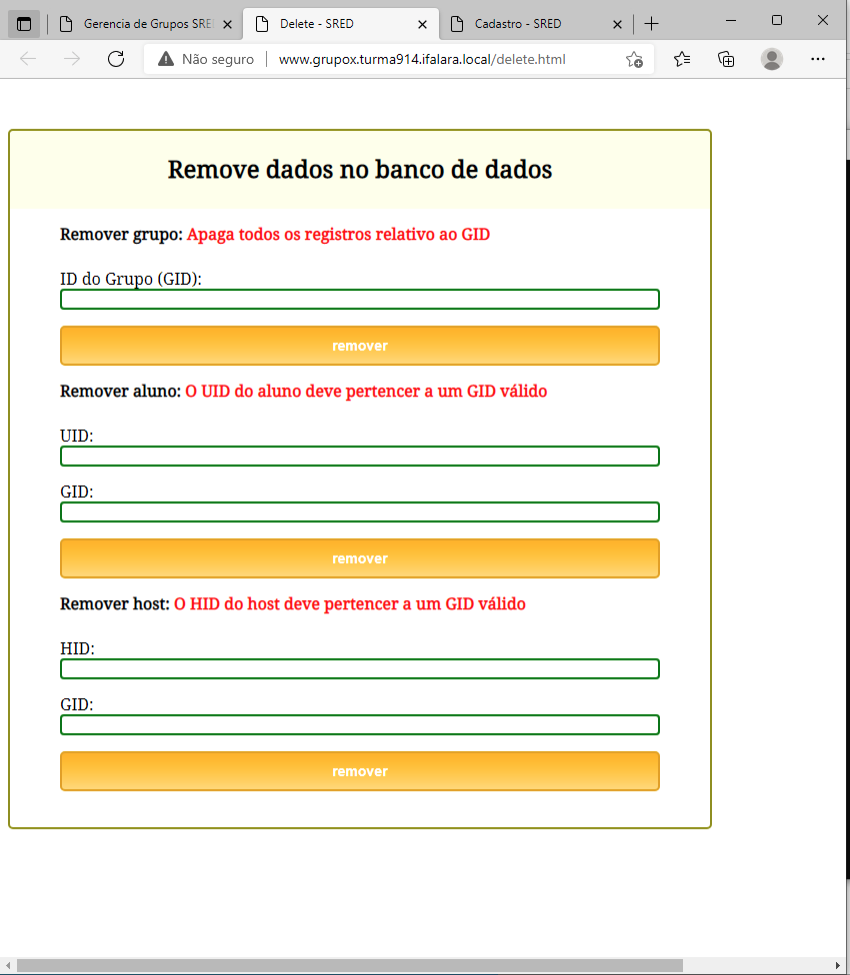 Gerencia de Grupos SRE
Delete - SRED
Cadastro - SRED
Não seguro
www.grupox.turma914.ifalara.local/delete.html
Remove dados no banco de dados
Remover grupo: Apaga todos os registros relativo ao GID
ID do Grupo (GID):
remover
Remover aluno: O UID do aluno deve pertencer a um GID válido
UID:
GID:
remover
Remover host: O HID do host deve pertencer a um GID válido
HID:
GID:
remover